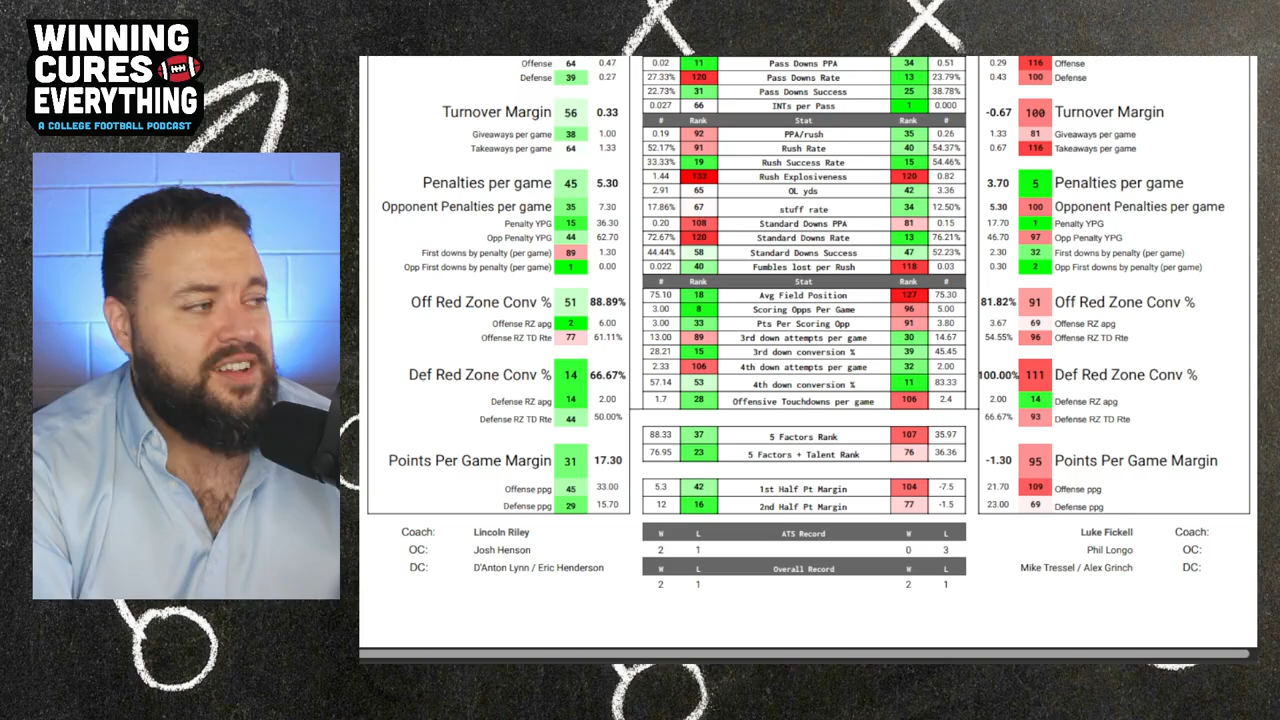 WINNING
CURES
EVERYTHING
A COLLEGE FOOTBALL PODCAST
Offense 64 0.47 0.02 11 Pass Downs PPA 34 0.51 0.29 116 Offense
Defense 39 0.27 27.33% 120 Pass Downs Rate 13 23.79% 0.43 100 Defense
22.73% 31 Pass Downs Success 25 38.78%
Turnover Margin 56 0.33 0.027 66 INTs per Pass 1 0.000 -0.67 100 Turnover Margin
# Rank Stat Rank #
Giveaways per game 38 1.00 0.19 92 PPA/rush 35 0.26 1.33 81 Giveaways per game
Takeaways per game 64 1.33 52.17% 91 Rush Rate 40 54.37% 0.67 116 Takeaways per game
33.33% 19 Rush Success Rate 15 54.46%
Penalties per game 45 5.30 1.44 133 Rush Explosiveness 120 0.82 3.70 5 Penalties per game
2.91 65 OL yds 42 3.36
Opponent Penalties per game 35 7.30 17.86% 67 stuff rate 34 12.50% 5.30 100 Opponent Penalties per game
Penalty YPG 15 36.30 0.20 108 Standard Downs PPA 81 0.15 17.70 1 Penalty YPG
Opp Penalty YPG 44 62.70 72.67% 120 Standard Downs Rate 13 76.21% 46.70 97 Opp Penalty YPG
First downs by penalty (per game) 89 1.30 44.44% 58 Standard Downs Success 47 52.23% 2.30 32 First downs by penalty (per game)
Opp First downs by penalty (per game) 1 0.00 0.022 40 Fumbles lost per Rush 118 0.03 0.30 2 Opp First downs by penalty (per game)
# Rank Stat Rank #
Off Red Zone Conv % 51 88.89% 75.10 18 Avg Field Position 127 75.30 81.82% 91 Off Red Zone Conv %
3.00 8 Scoring Opps Per Game 96 5.00
Offense RZ apg 2 6.00 3.00 33 Pts Per Scoring Opp 91 3.80 3.67 69 Offense RZ apg
Offense RZ TD Rte 77 61.11% 13.00 89 3rd down attempts per game 30 14.67 54.55% 96 Offense RZ TD Rte
28.21 15 3rd down conversion % 39 45.45
2.33 106 4th down attempts per game 32 2.00
Def Red Zone Conv % 14 66.67% 57.14 53 4th down conversion % 11 83.33 100.00% 111 Def Red Zone Conv %
Defense RZ apg 14 2.00 1.7 28 Offensive Touchdowns per game 106 2.4 2.00 14 Defense RZ apg
Defense RZ TD Rte 44 50.00% 66.67% 93 Defense RZ TD Rte
88.33 37 5 Factors Rank 107 35.97
76.95 23 5 Factors + Talent Rank 76 36.36
Points Per Game Margin 31 17.30 -1.30 95 Points Per Game Margin
Offense ppg 45 33.00 5.3 42 1st Half Pt Margin 104 -7.5 21.70 109 Offense ppg
Defense ppg 29 15.70 12 16 2nd Half Pt Margin 77 -1.5 23.00 69 Defense ppg
Coach: Lincoln Riley W L ATS Record W L Luke Fickell Coach:
OC: Josh Henson 2 1 0 3 Phil Longo OC:
DC: D'Anton Lynn / Eric Henderson W L Overall Record W L Mike Tressel / Alex Grinch DC:
2 1 2 1